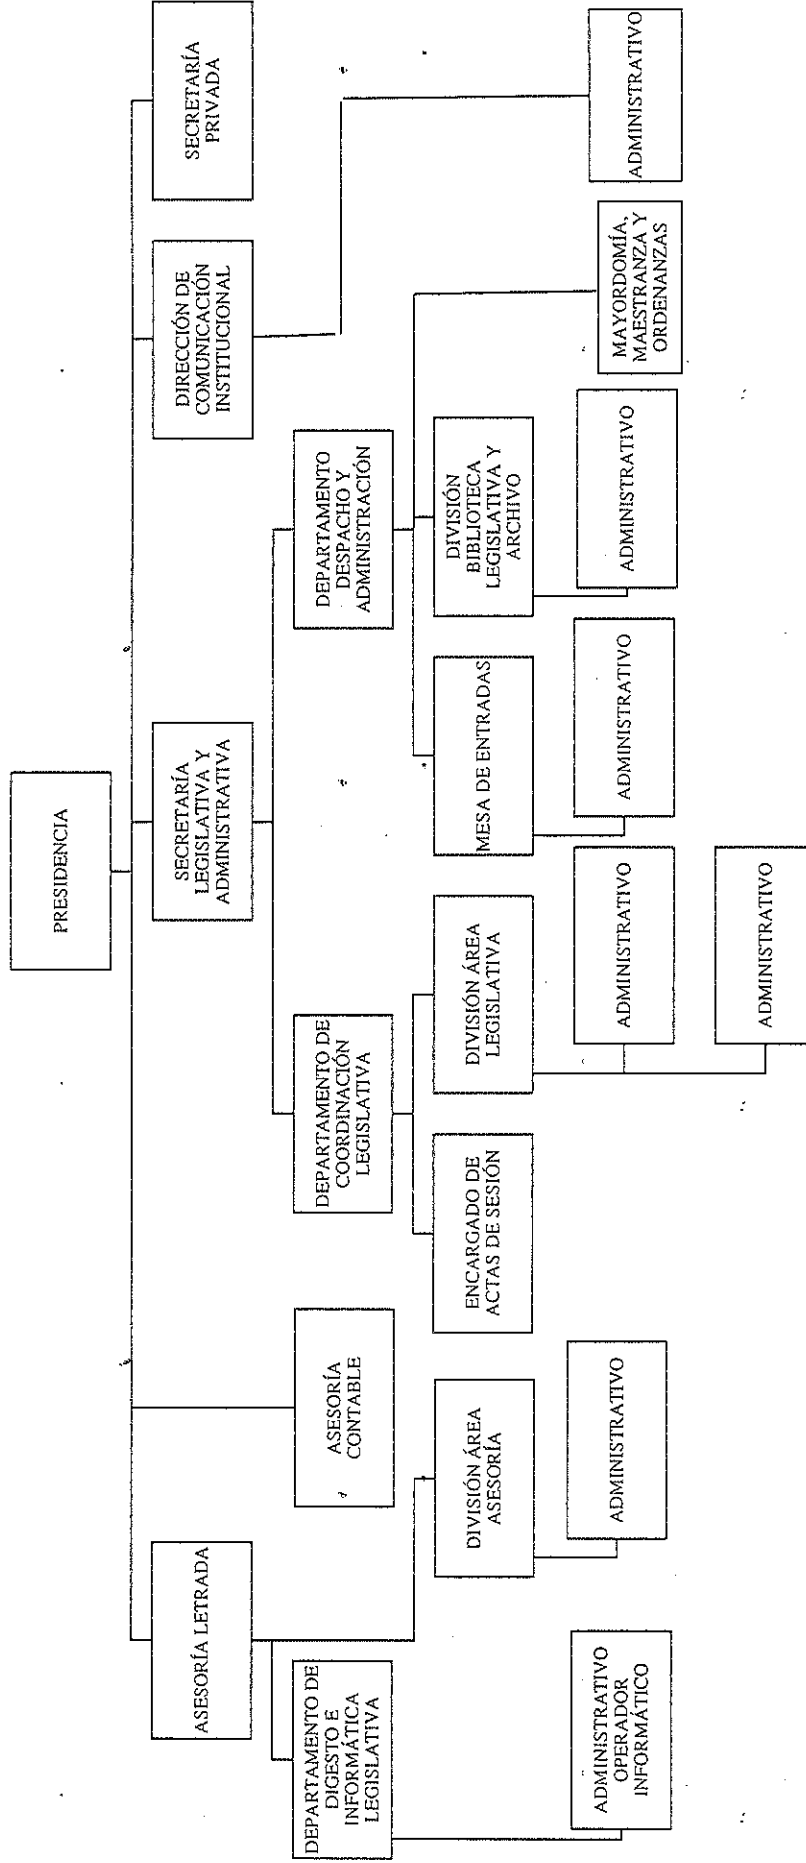 PRESIDENCIA
ASESORÍA LETRADA
SECRETARÍA
LEGISLATIVA Y
ADMINISTRATIVA
DIRECCIÓN DE
COMUNICACIÓN
INSTITUCIONAL
SECRETARÍA
PRIVADA
DEPARTAMENTO DE
DIGESTO E
INFORMÁTICA
LEGISLATIVA
ASESORÍA
CONTABLE
DEPARTAMENTO DE
COORDINACIÓN
LEGISLATIVA
DEPARTAMENTO
DESPACHO Y
ADMINISTRACIÓN
DIVISIÓN ÁREA
ASESORÍA
ENCARGADO DE
ACTAS DE SESIÓN
DIVISIÓN ÁREA
LEGISLATIVA
MESA DE ENTRADAS
DIVISIÓN
BIBLIOTECA
LEGISLATIVA Y
ARCHIVO
ADMINISTRATIVO
OPERADOR
INFORMÁTICO
ADMINISTRATIVO
ADMINISTRATIVO
ADMINISTRATIVO
ADMINISTRATIVO
MAYORDOMÍA,
MAESTRANZA Y
ORDENANZAS
ADMINISTRATIVO
ADMINISTRATIVO